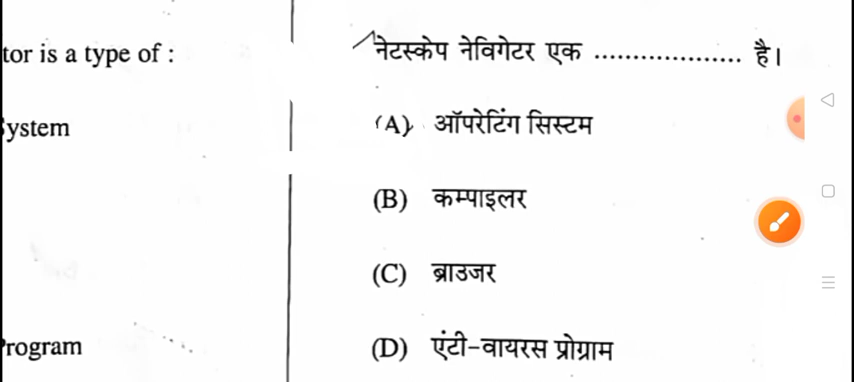 tor is a type of :
नेटस्केप नेविगेटर एक .................... है।
ystem
(A) ऑपरेटिंग सिस्टम
(B) कम्पाइलर
(C) ब्राउजर
rogram
(D) एंटी-वायरस प्रोग्राम